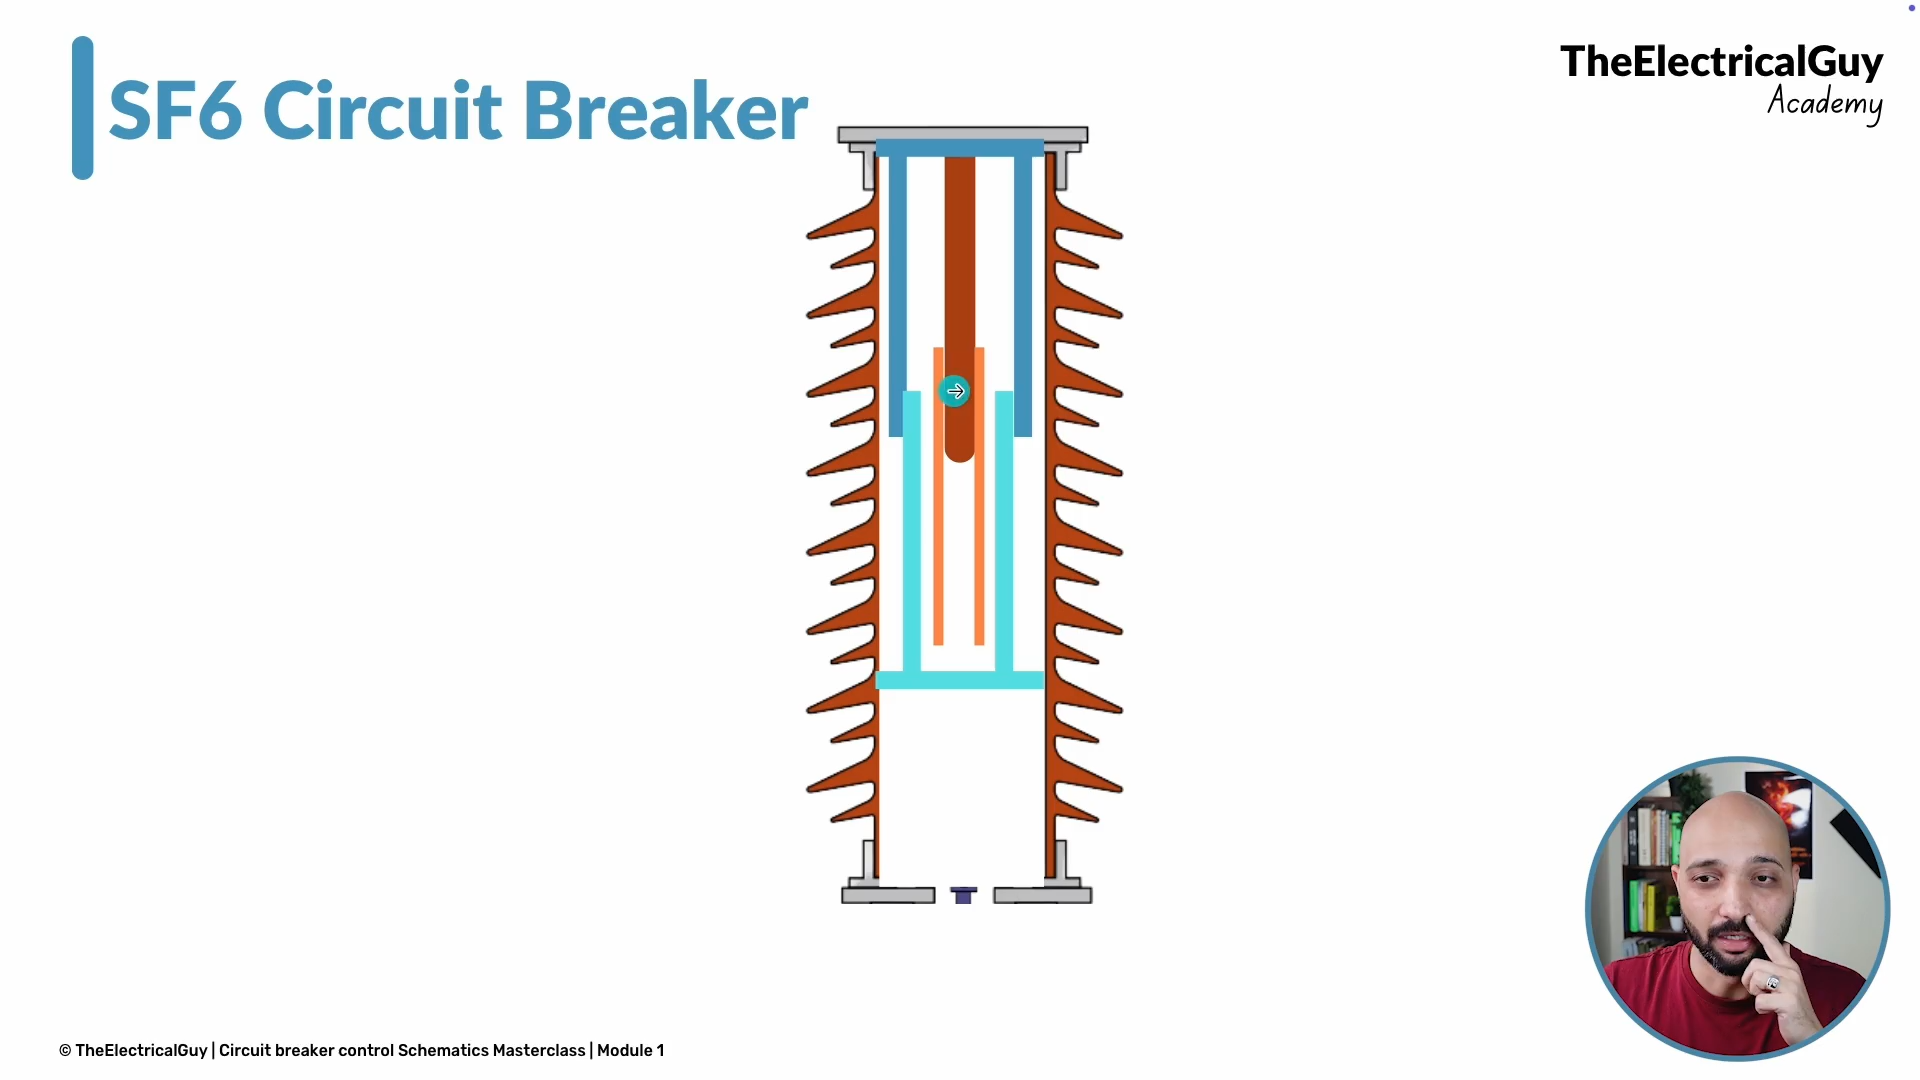 SF6 Circuit Breaker
TheElectricalGuy
Academy
© TheElectricalGuy | Circuit breaker control Schematics Masterclass | Module 1